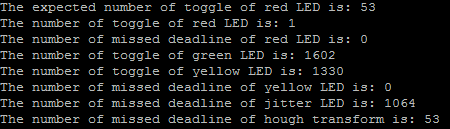 The expected number of toggle of red LED is: 53
The number of toggle of red LED is: 1
The number of missed deadline of red LED is: 0
The number of toggle of green LED is: 1602
The number of toggle of yellow LED is: 1330
The number of missed deadline of yellow LED is: 0
The number of missed deadline of jitter LED is: 1064
The number of missed deadline of hough transform is: 53